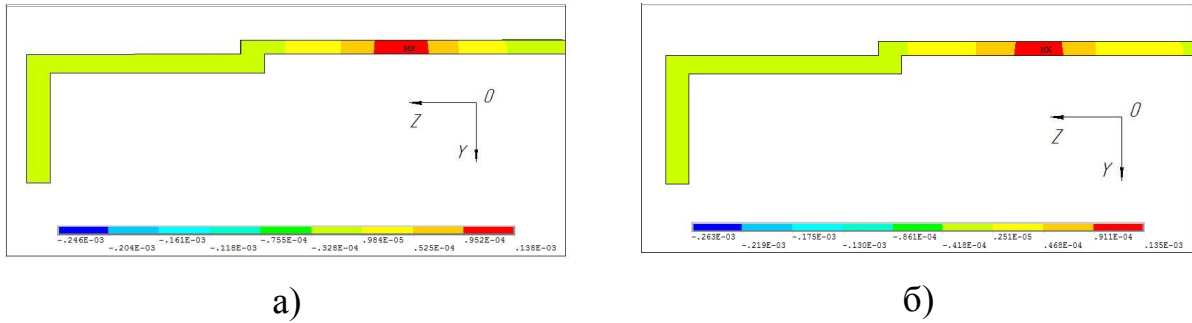 MX
O
Z
Y
-.246E-03
-.204E-03
-.161E-03
-.118E-03
-.755E-04
-.328E-04
.984E-05
.525E-04
.952E-04
.138E-03
а)
MX
O
Z
Y
-.263E-03
-.219E-03
-.175E-03
-.130E-03
-.861E-04
-.418E-04
.251E-05
.468E-04
.911E-04
.135E-03
б)